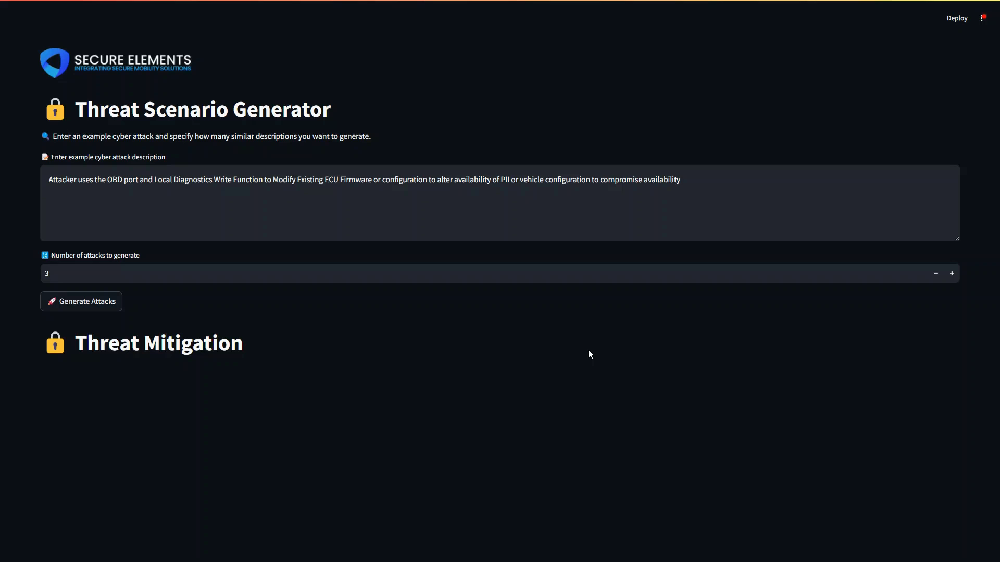 Deploy
SECURE ELEMENTS
INTEGRATING SECURE MOBILITY SOLUTIONS
Threat Scenario Generator
Enter an example cyber attack and specify how many similar descriptions you want to generate.
Enter example cyber attack description
Attacker uses the OBD port and Local Diagnostics Write Function to Modify Existing ECU Firmware or configuration to alter availability of PII or vehicle configuration to compromise availability
Number of attacks to generate
3
Generate Attacks
Threat Mitigation